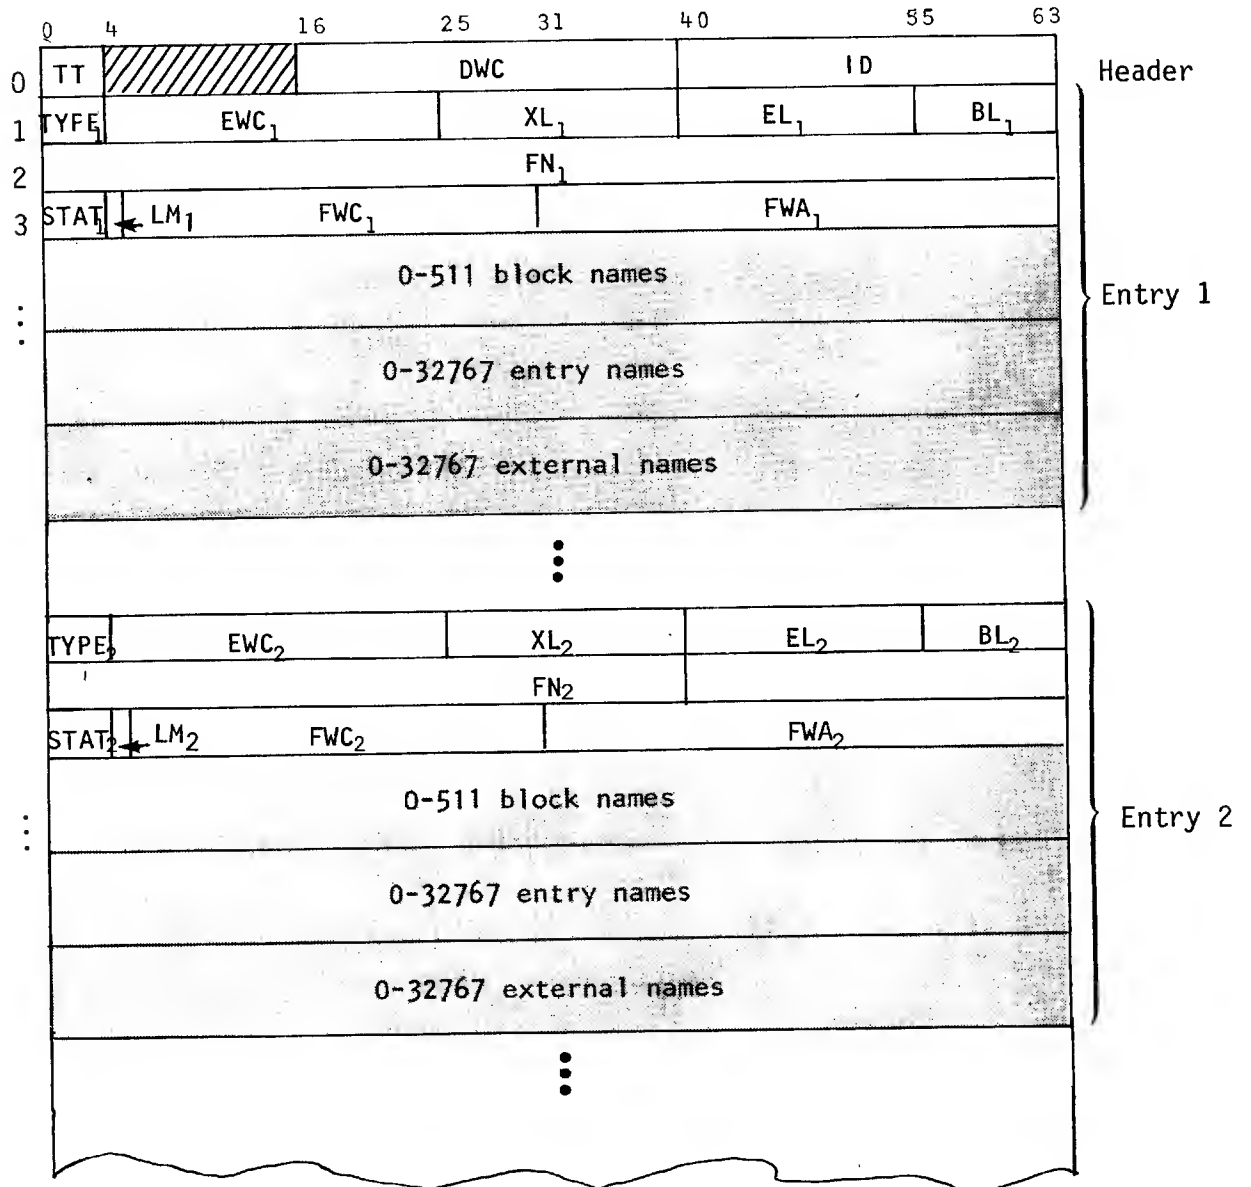 0 4 16 25 31 40 55 63
0 TT DWC ID Header
1 TYPE₁ EWC₁ XL₁ EL₁ BL₁
2 FN₁
3 STAT₁ LM₁ FWC₁ FWA₁
0-511 block names
Entry 1
0-32767 entry names
0-32767 external names
TYPE₂ EWC₂ XL₂ EL₂ BL₂
FN₂
STAT₂ LM₂ FWC₂ FWA₂
0-511 block names
Entry 2
0-32767 entry names
0-32767 external names